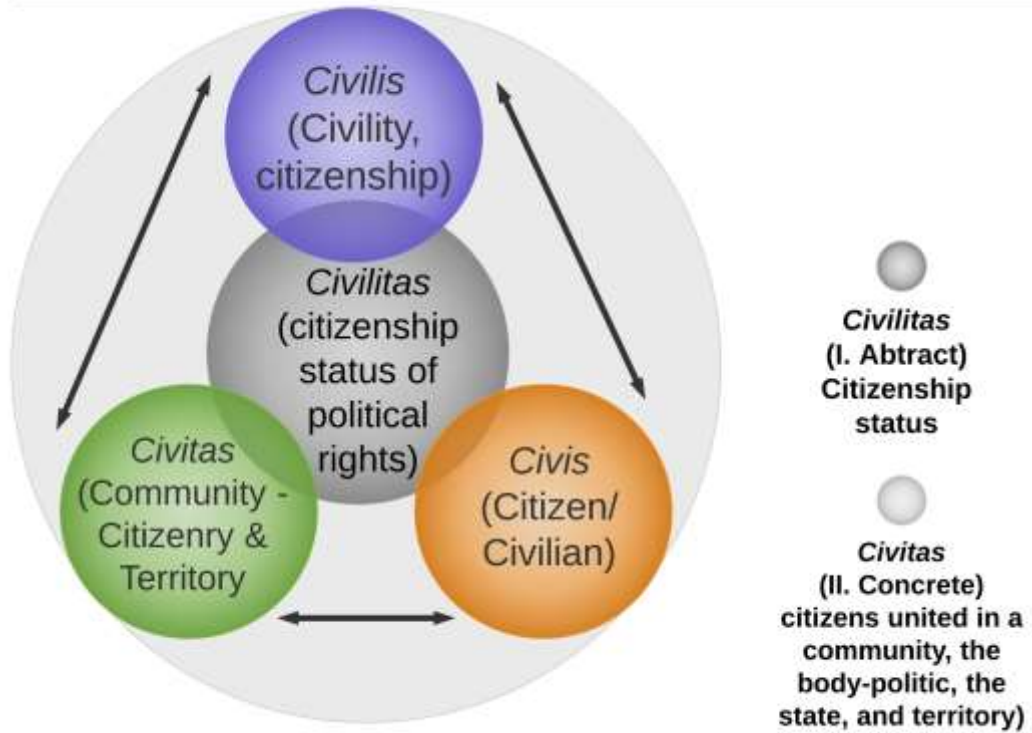 Civilis
(Civility,
citizenship)
Civilitas
(citizenship
status of
political
rights)
Civitas
(Community -
Citizenry &
Territory
Civis
(Citizen/
Civilian)
Civilitas
(I. Abtract)
Citizenship
status
Civitas
(II. Concrete)
citizens united in a
community, the
body-politic, the
state, and territory)